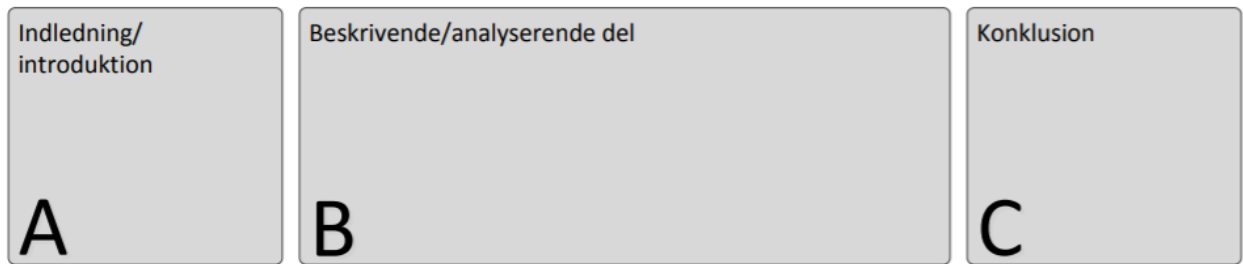 Indledning/
introduktion
A
Beskrivende/analyserende del
B
Konklusion
C